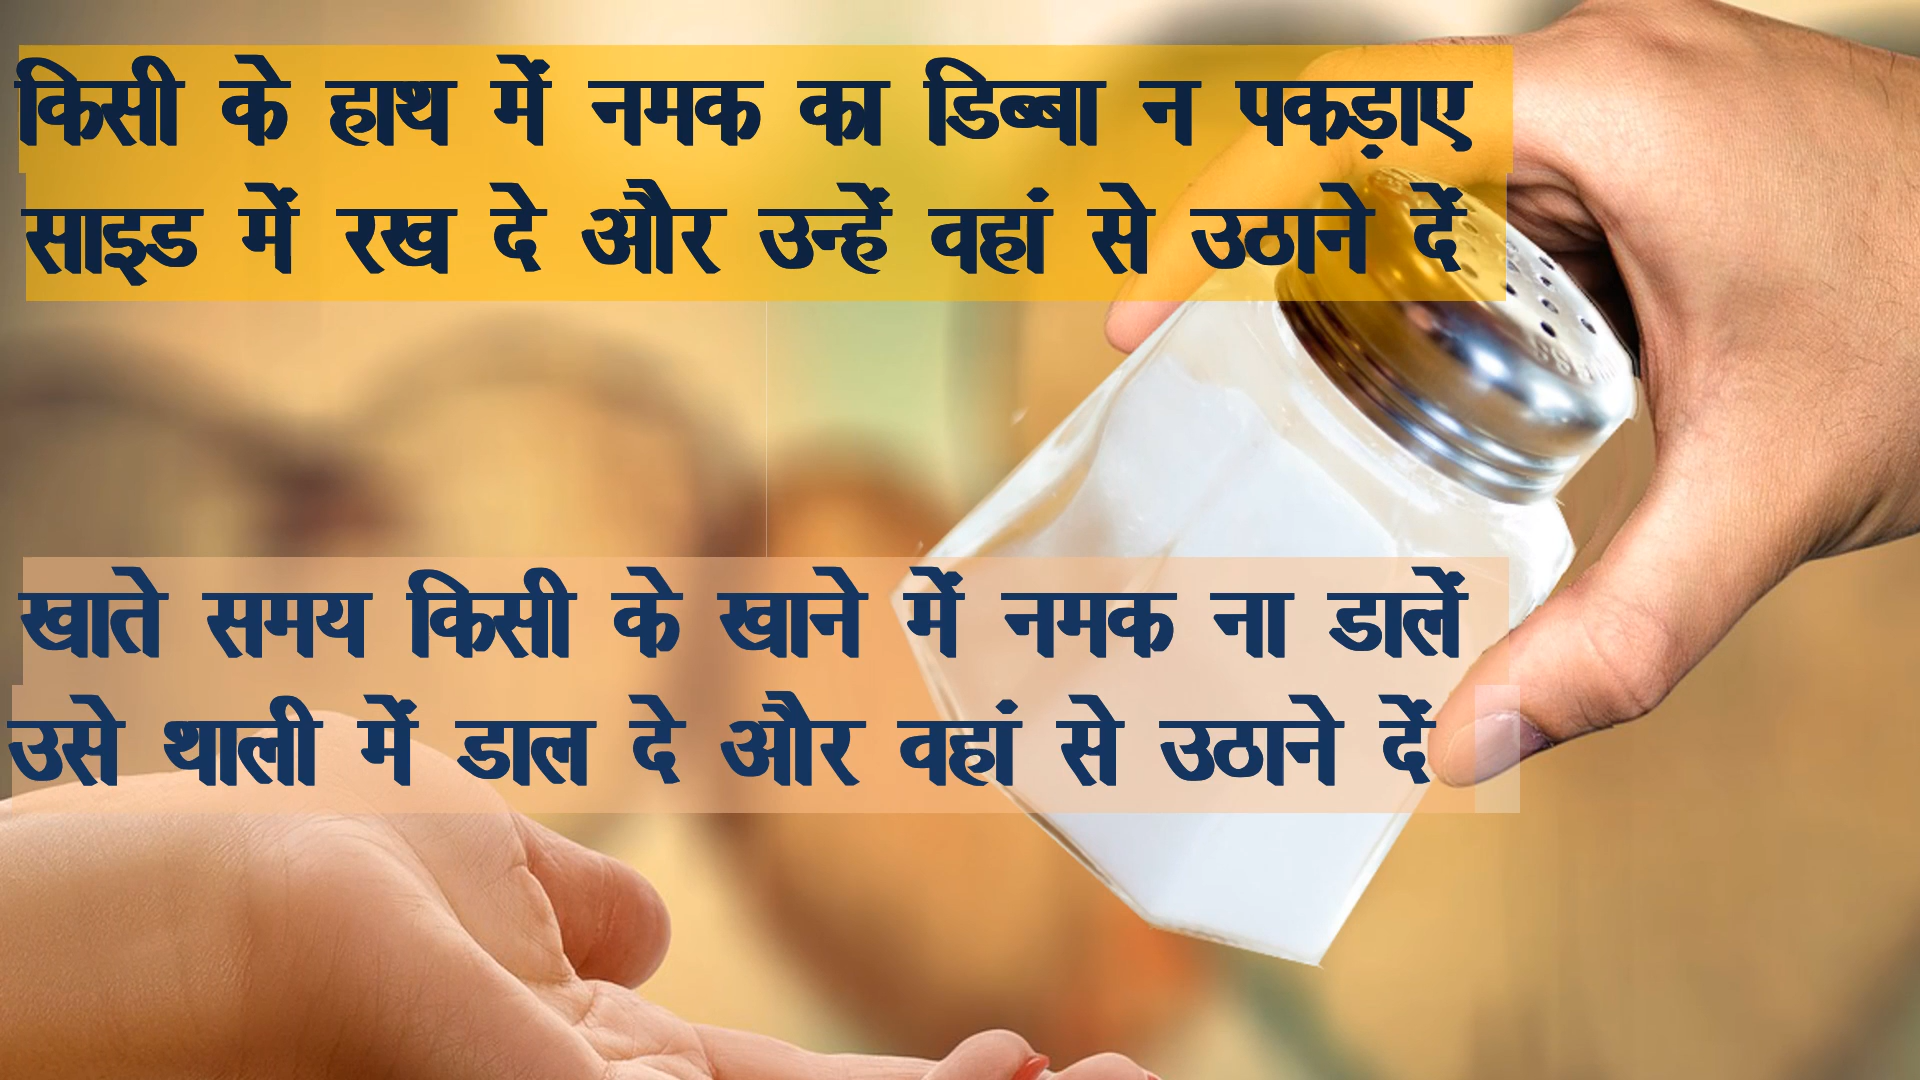 किसी के हाथ में नमक का डिब्बा न पकड़ाए
साइड में रख दे और उन्हें वहां से उठाने दें
खाते समय किसी के खाने में नमक ना डालें
उसे थाली में डाल दे और वहां से उठाने दें